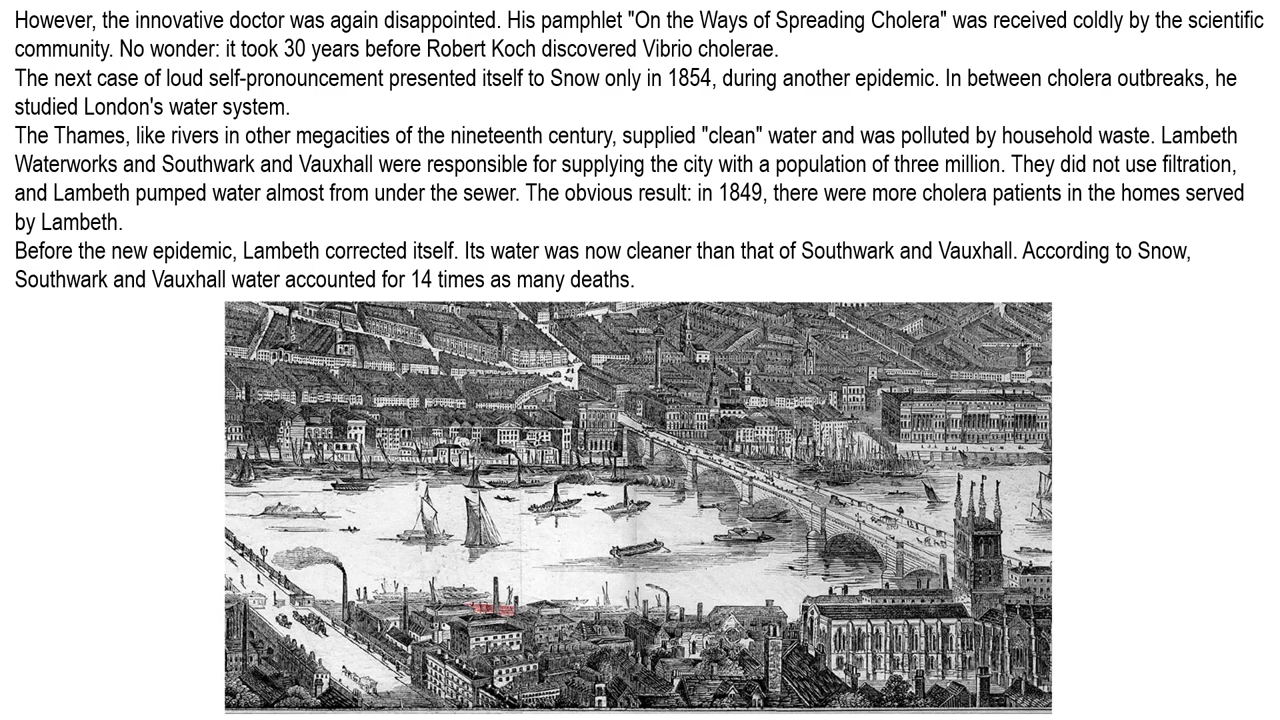 However, the innovative doctor was again disappointed. His pamphlet "On the Ways of Spreading Cholera" was received coldly by the scientific
community. No wonder: it took 30 years before Robert Koch discovered Vibrio cholerae.
The next case of loud self-pronouncement presented itself to Snow only in 1854, during another epidemic. In between cholera outbreaks, he
studied London's water system.
The Thames, like rivers in other megacities of the nineteenth century, supplied "clean" water and was polluted by household waste. Lambeth
Waterworks and Southwark and Vauxhall were responsible for supplying the city with a population of three million. They did not use filtration,
and Lambeth pumped water almost from under the sewer. The obvious result: in 1849, there were more cholera patients in the homes served
by Lambeth.
Before the new epidemic, Lambeth corrected itself. Its water was now cleaner than that of Southwark and Vauxhall. According to Snow,
Southwark and Vauxhall water accounted for 14 times as many deaths.